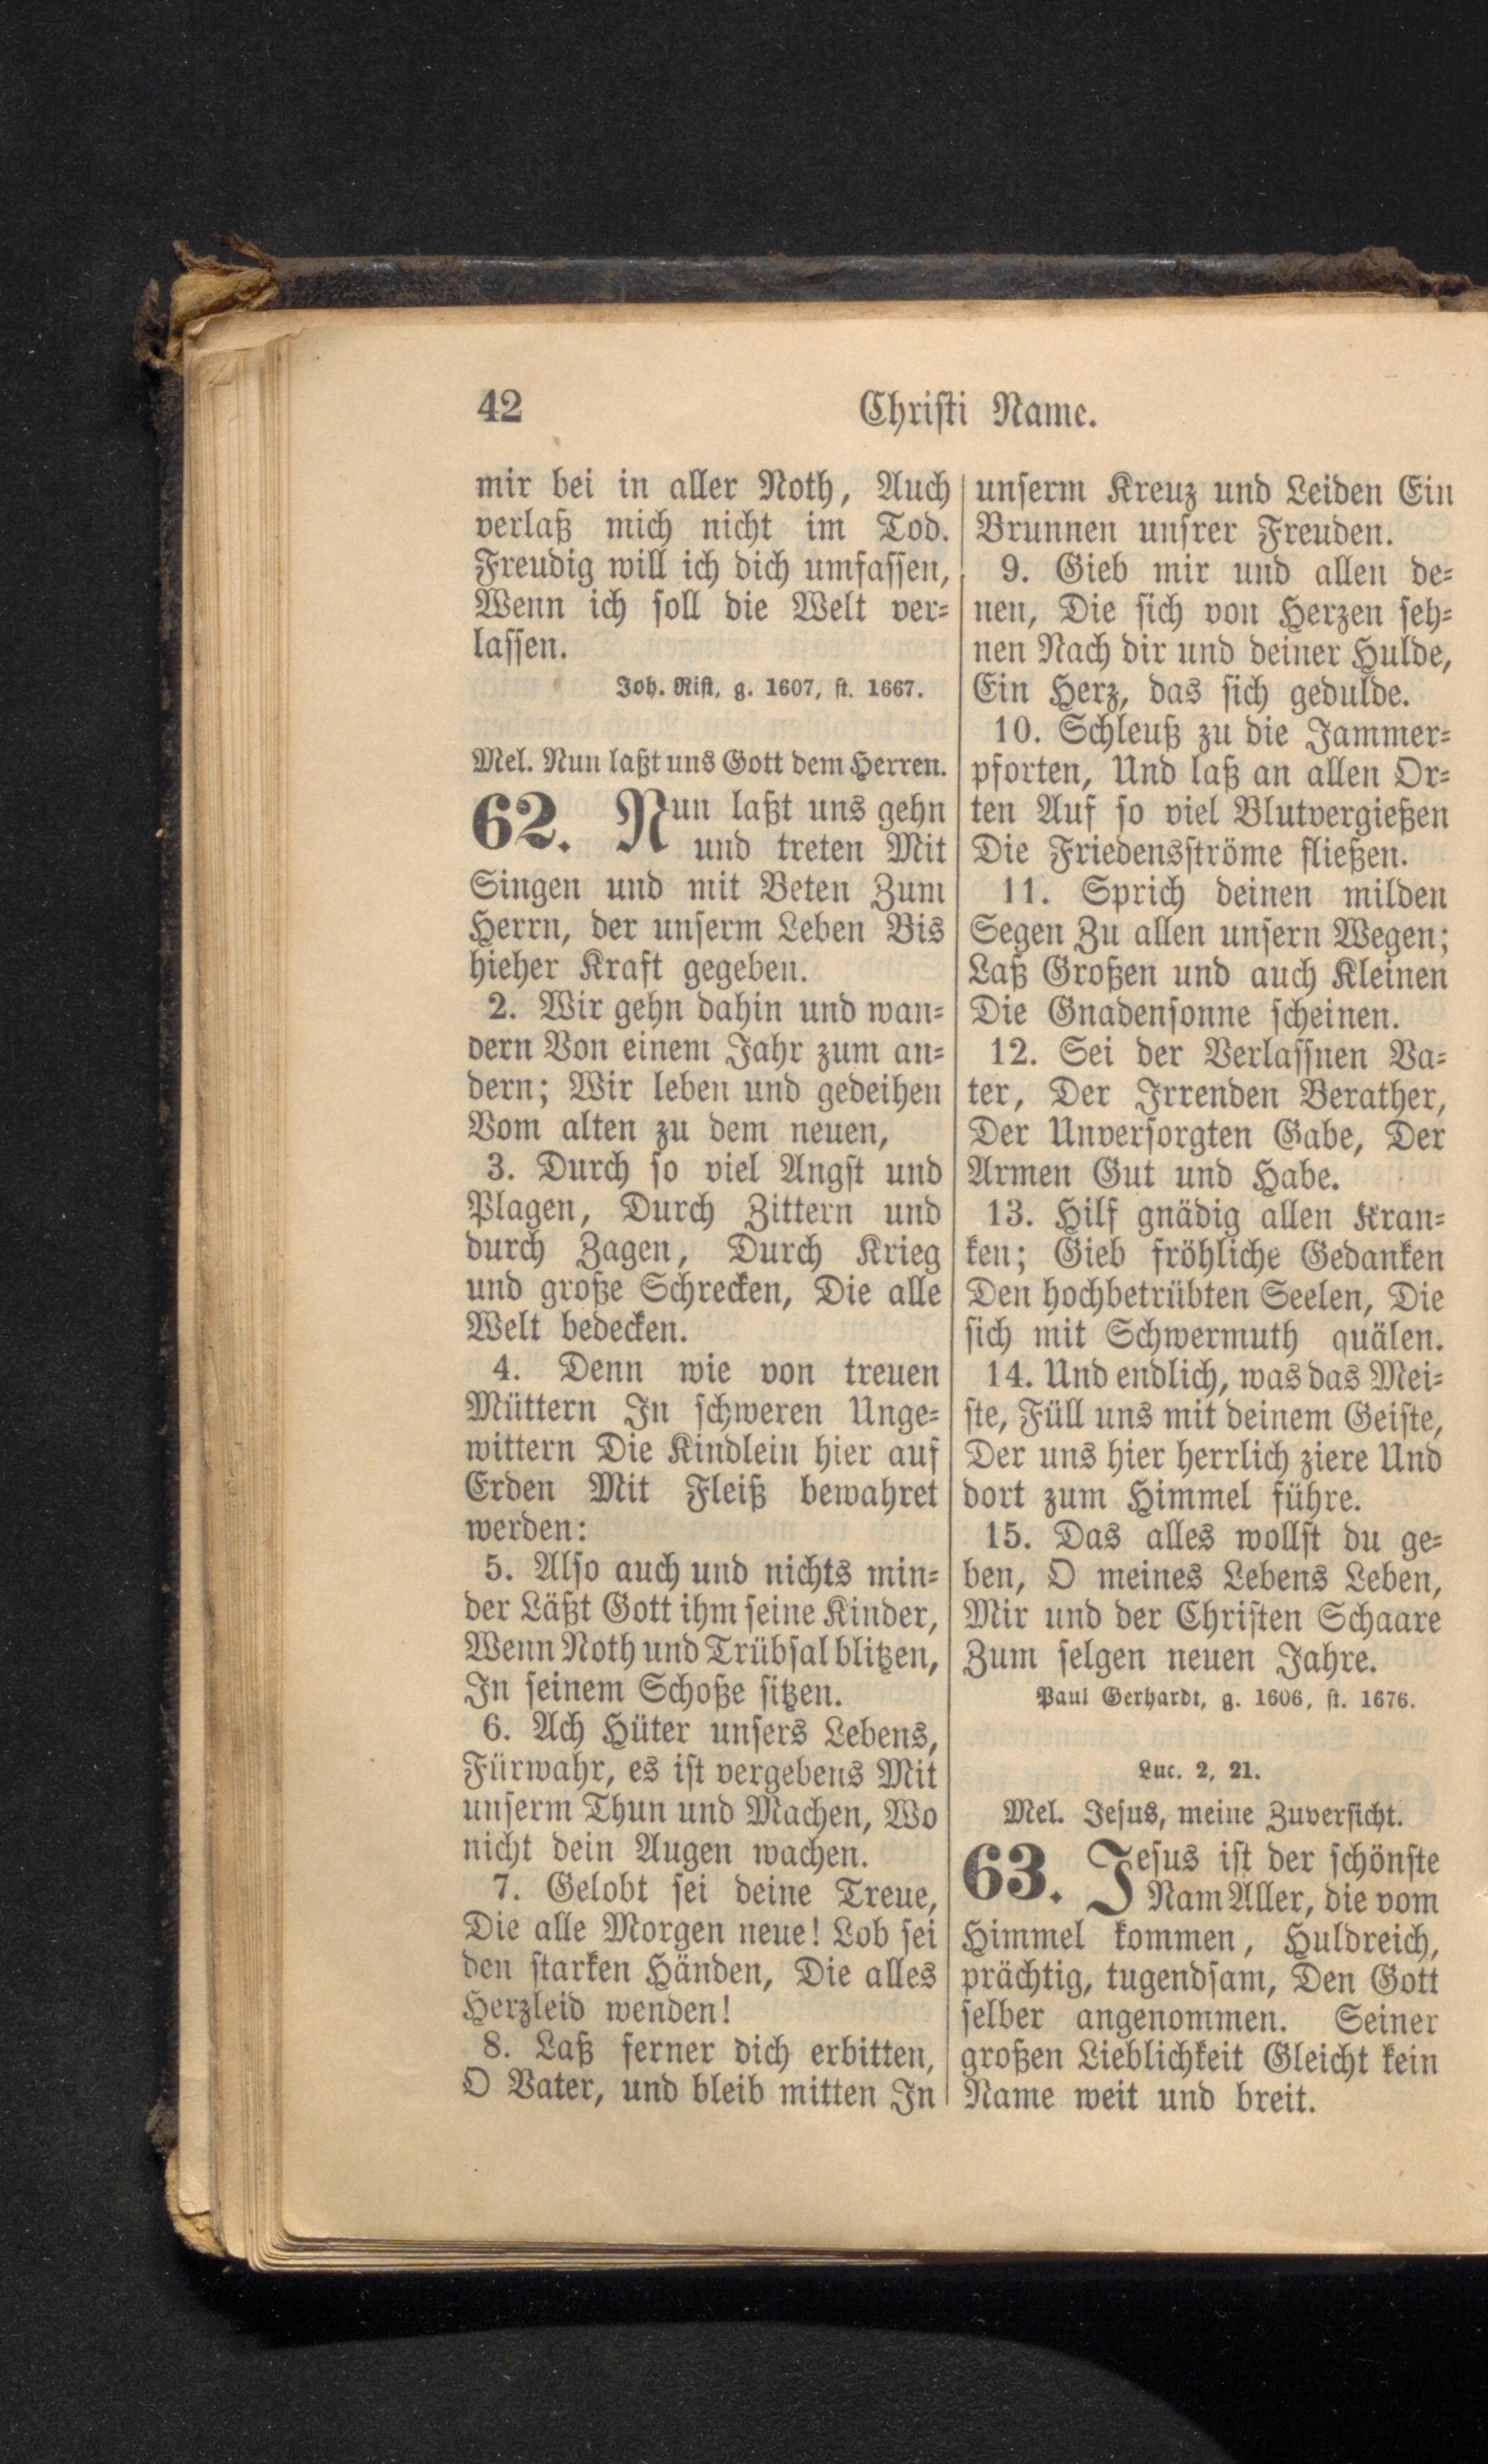 42
Christi Name.
mir bei in aller Noth, Auch
verlaß mich nicht im Tod.
Freudig will ich dich umfassen,
Wenn ich soll die Welt ver-
lassen.
Joh. Rist, g. 1607, st. 1667.
Mel. Nun laßt uns Gott dem Herren.
62. Nun laßt uns gehn
und treten Mit
Singen und mit Beten Zum
Herrn, der unserm Leben Bis
hieher Kraft gegeben.
2. Wir gehn dahin und wan-
dern Von einem Jahr zum an-
dern; Wir leben und gedeihen
Vom alten zu dem neuen,
3. Durch so viel Angst und
Plagen, Durch Zittern und
durch Zagen, Durch Krieg
und große Schrecken, Die alle
Welt bedecken.
4. Denn wie von treuen
Müttern In schweren Unge-
wittern Die Kindlein hier auf
Erden Mit Fleiß bewahret
werden:
5. Also auch und nichts min-
der Läßt Gott ihm seine Kinder,
Wenn Noth und Trübsal blitzen,
In seinem Schoße sitzen.
6. Ach Hüter unsers Lebens,
Fürwahr, es ist vergebens Mit
unserm Thun und Machen, Wo
nicht dein Augen wachen.
7. Gelobt sei deine Treue,
Die alle Morgen neue! Lob sei
den starken Händen, Die alles
Herzleid wenden!
8. Laß ferner dich erbitten,
O Vater, und bleib mitten In
unserm Kreuz und Leiden Ein
Brunnen unsrer Freuden.
9. Gieb mir und allen de-
nen, Die sich von Herzen seh-
nen Nach dir und deiner Hulde,
Ein Herz, das sich gedulde.
10. Schleuß zu die Jammer-
pforten, Und laß an allen Or-
ten Auf so viel Blutvergießen
Die Friedensströme fließen.
11. Sprich deinen milden
Segen Zu allen unsern Wegen;
Laß Großen und auch Kleinen
Die Gnadensonne scheinen.
12. Sei der Verlassnen Va-
ter, Der Irrenden Berather,
Der Unversorgten Gabe, Der
Armen Gut und Habe.
13. Hilf gnädig allen Kran-
ken; Gieb fröhliche Gedanken
Den hochbetrübten Seelen, Die
sich mit Schwermuth quälen.
14. Und endlich, was das Mei-
ste, Füll uns mit deinem Geiste,
Der uns hier herrlich ziere Und
dort zum Himmel führe.
15. Das alles wollst du ge-
ben, O meines Lebens Leben,
Mir und der Christen Schaare
Zum selgen neuen Jahre.
Paul Gerhardt, g. 1606, st. 1676.
Luc. 2, 21.
Mel. Jesus, meine Zuversicht.
63. Jesus ist der schönste
Nam Aller, die vom
Himmel kommen, Huldreich,
prächtig, tugendsam, Den Gott
selber angenommen. Seiner
großen Lieblichkeit Gleicht kein
Name weit und breit.